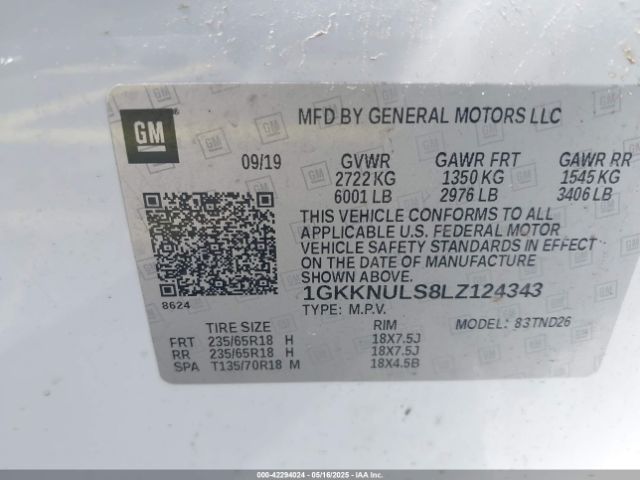 GM
MFD BY GENERAL MOTORS LLC
09/19 GVWR GAWR FRT GAWR RR
2722 KG 1350 KG 1545 KG
6001 LB 2976 LB 3406 LB
THIS VEHICLE CONFORMS TO ALL
APPLICABLE U.S. FEDERAL MOTOR
VEHICLE SAFETY STANDARDS IN EFFECT
ON THE DATE OF MANUFACTURE
SHOWN ABOVE.
8624
1GKKNULS8LZ124343
TYPE: M.P.V. MODEL: 83TND26
TIRE SIZE RIM
FRT 235/65R18 H 18X7.5J
RR 235/65R18 H 18X7.5J
SPA T135/70R18 M 18X4.5B
000-42294024 - 05/16/2025 - IAAI.COM